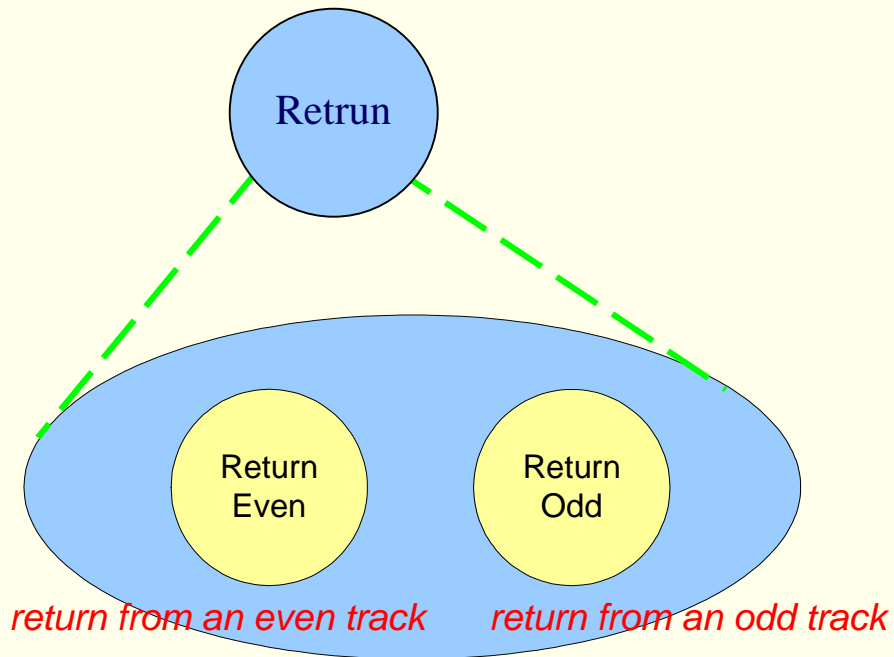 Retrun
Return
Even
Return
Odd
return from an even track
return from an odd track